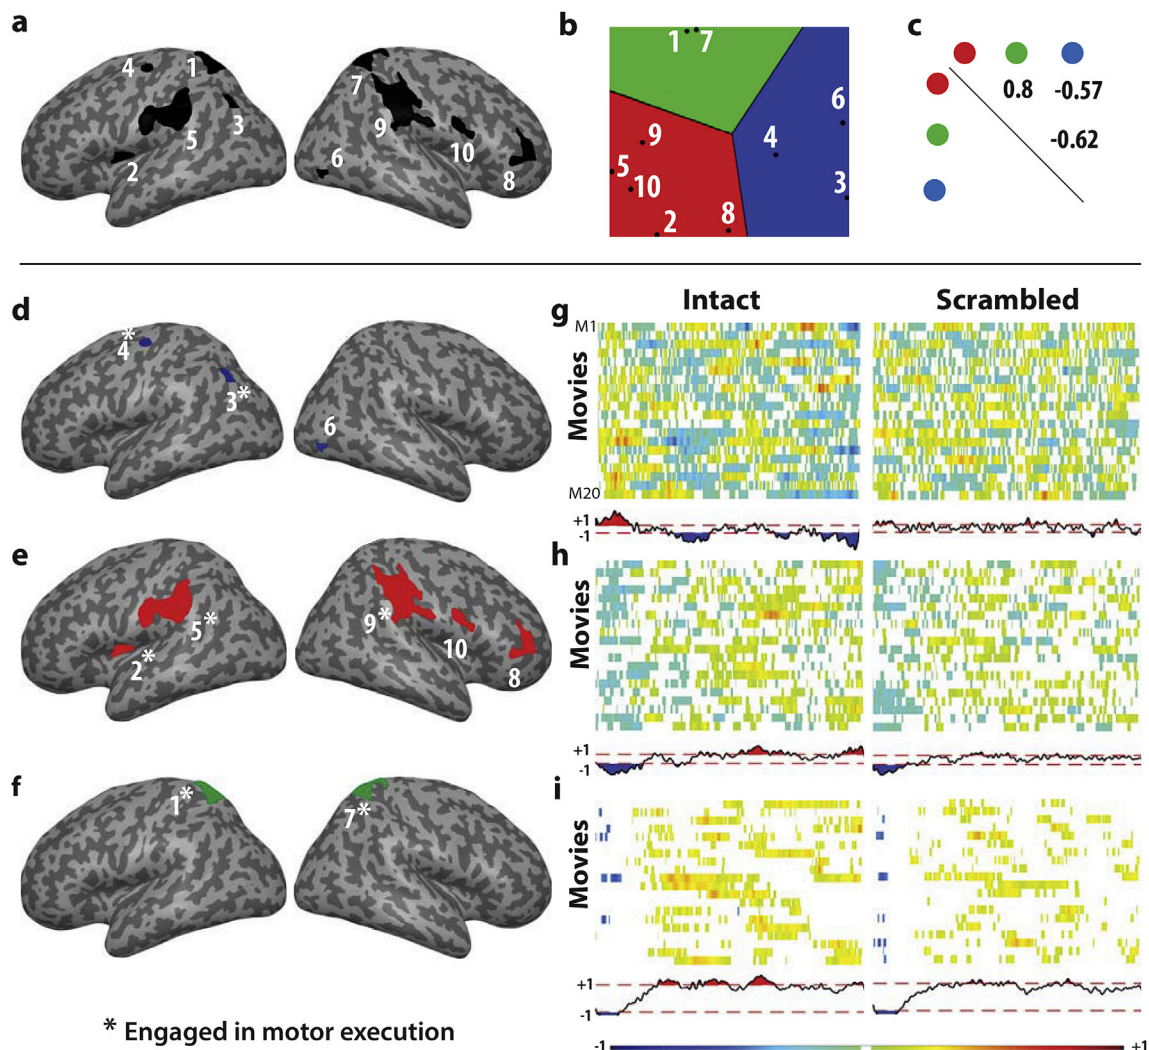 a
4 1
3
5
2
7
9
6
10
8
b
1 7
6
9 4
5
10
3
2 8
c
0.8 -0.57
-0.62
d
*
4
3*
6
e
5*
2*
9*
10
8
f
1*
7*
* Engaged in motor execution
Intact Scrambled
g
M1
Movies
M20
+1
-1
h
Movies
+1
-1
i
Movies
+1
-1
-1 +1